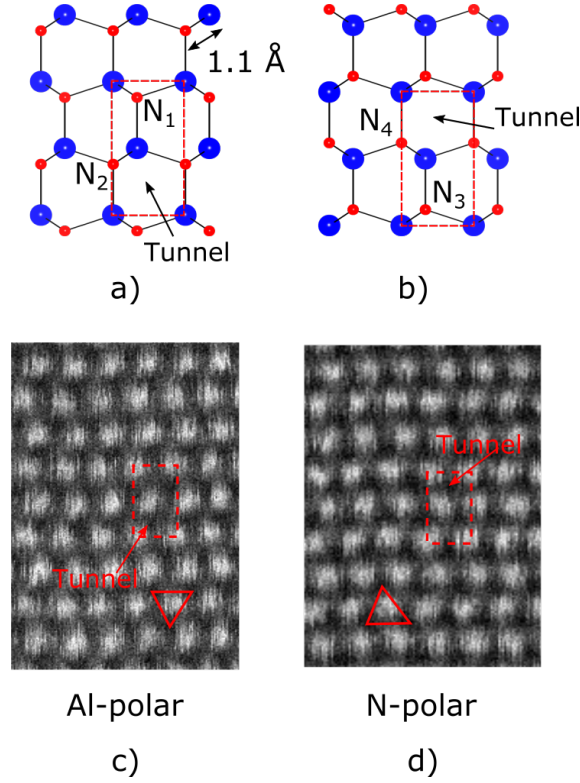 1.1 Å
N1
N2
Tunnel
a)
Tunnel
N4
N3
b)
Tunnel
Tunnel
Al-polar
N-polar
c)
d)